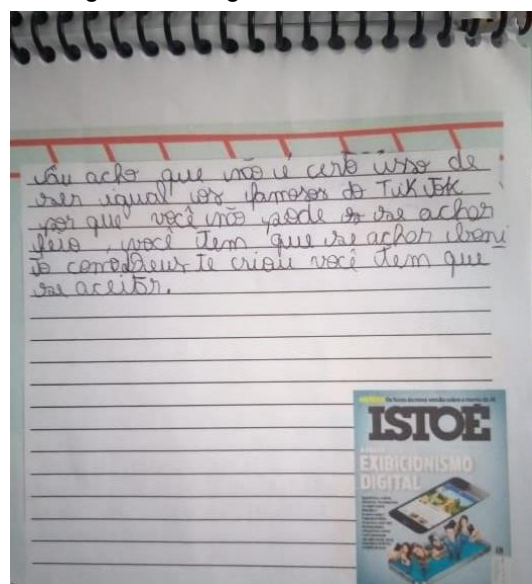 Eu acho que não é certo isso de
ser igual os famosos do TikTok
por que você não pode se achar
feio, você tem que se achar boni
to como Deus te criou você tem que
se aceitar.
ISTOÉ
EXIBICIONISMO
DIGITAL